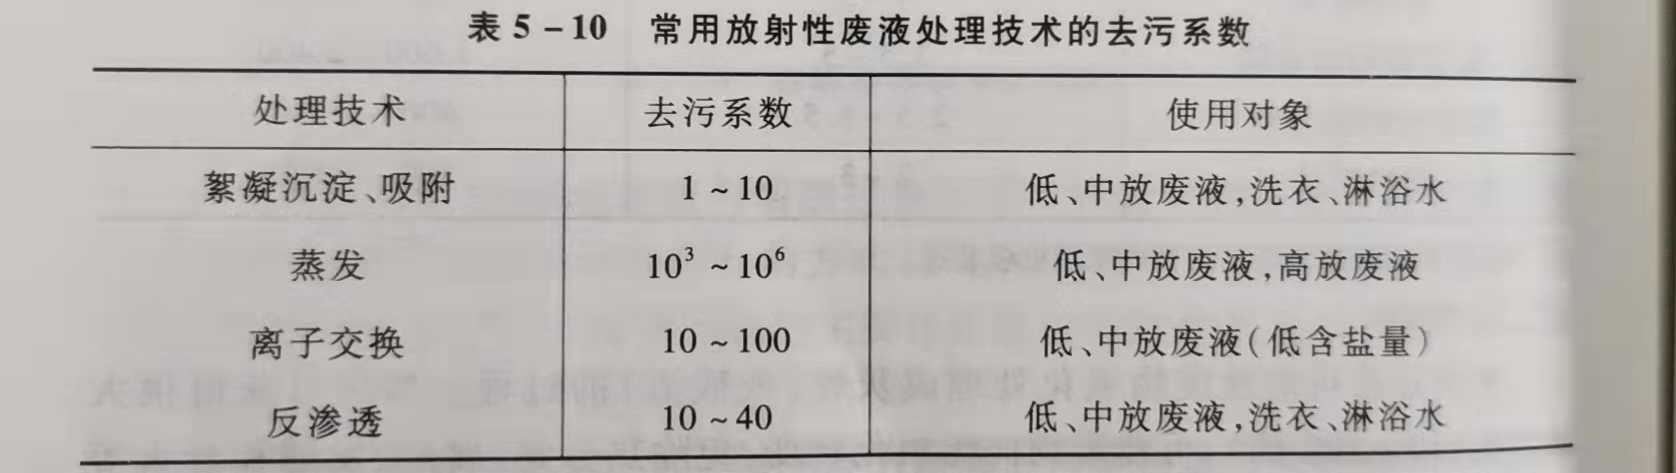 表 5－10 常用放射性废液处理技术的去污系数
处理技术 去污系数 使用对象
絮凝沉淀、吸附 1～10 低、中放废液,洗衣、淋浴水
蒸发 10³～10⁶ 低、中放废液,高放废液
离子交换 10～100 低、中放废液(低含盐量)
反渗透 10～40 低、中放废液,洗衣、淋浴水